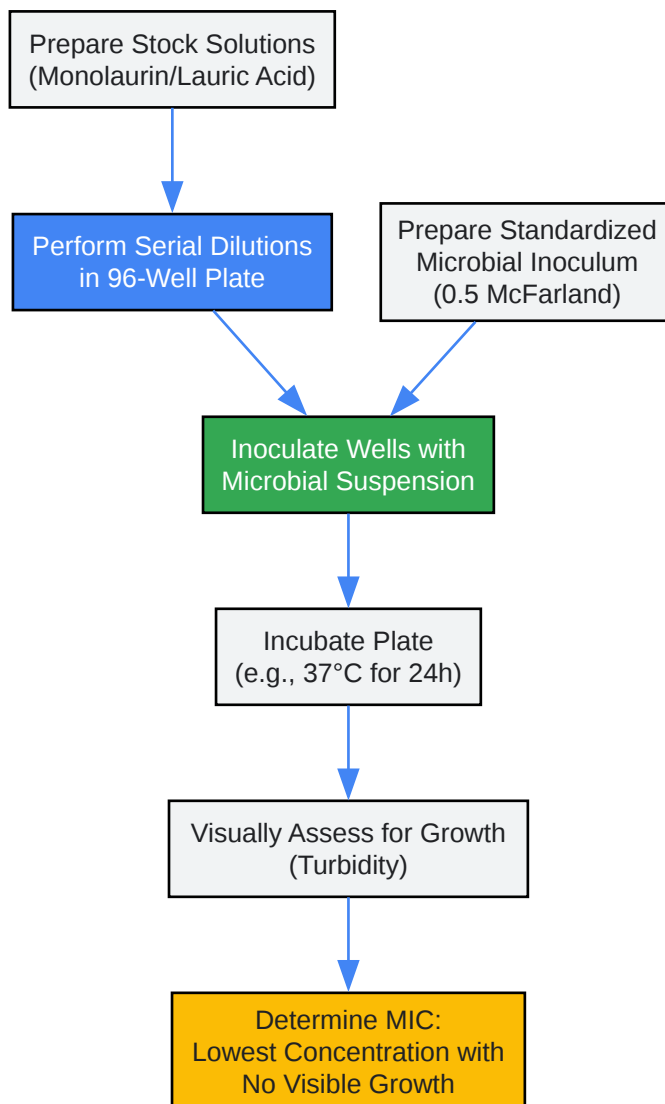 Prepare Stock Solutions
(Monolaurin/Lauric Acid)
Perform Serial Dilutions
in 96-Well Plate
Prepare Standardized
Microbial Inoculum
(0.5 McFarland)
Inoculate Wells with
Microbial Suspension
Incubate Plate
(e.g., 37°C for 24h)
Visually Assess for Growth
(Turbidity)
Determine MIC:
Lowest Concentration with
No Visible Growth